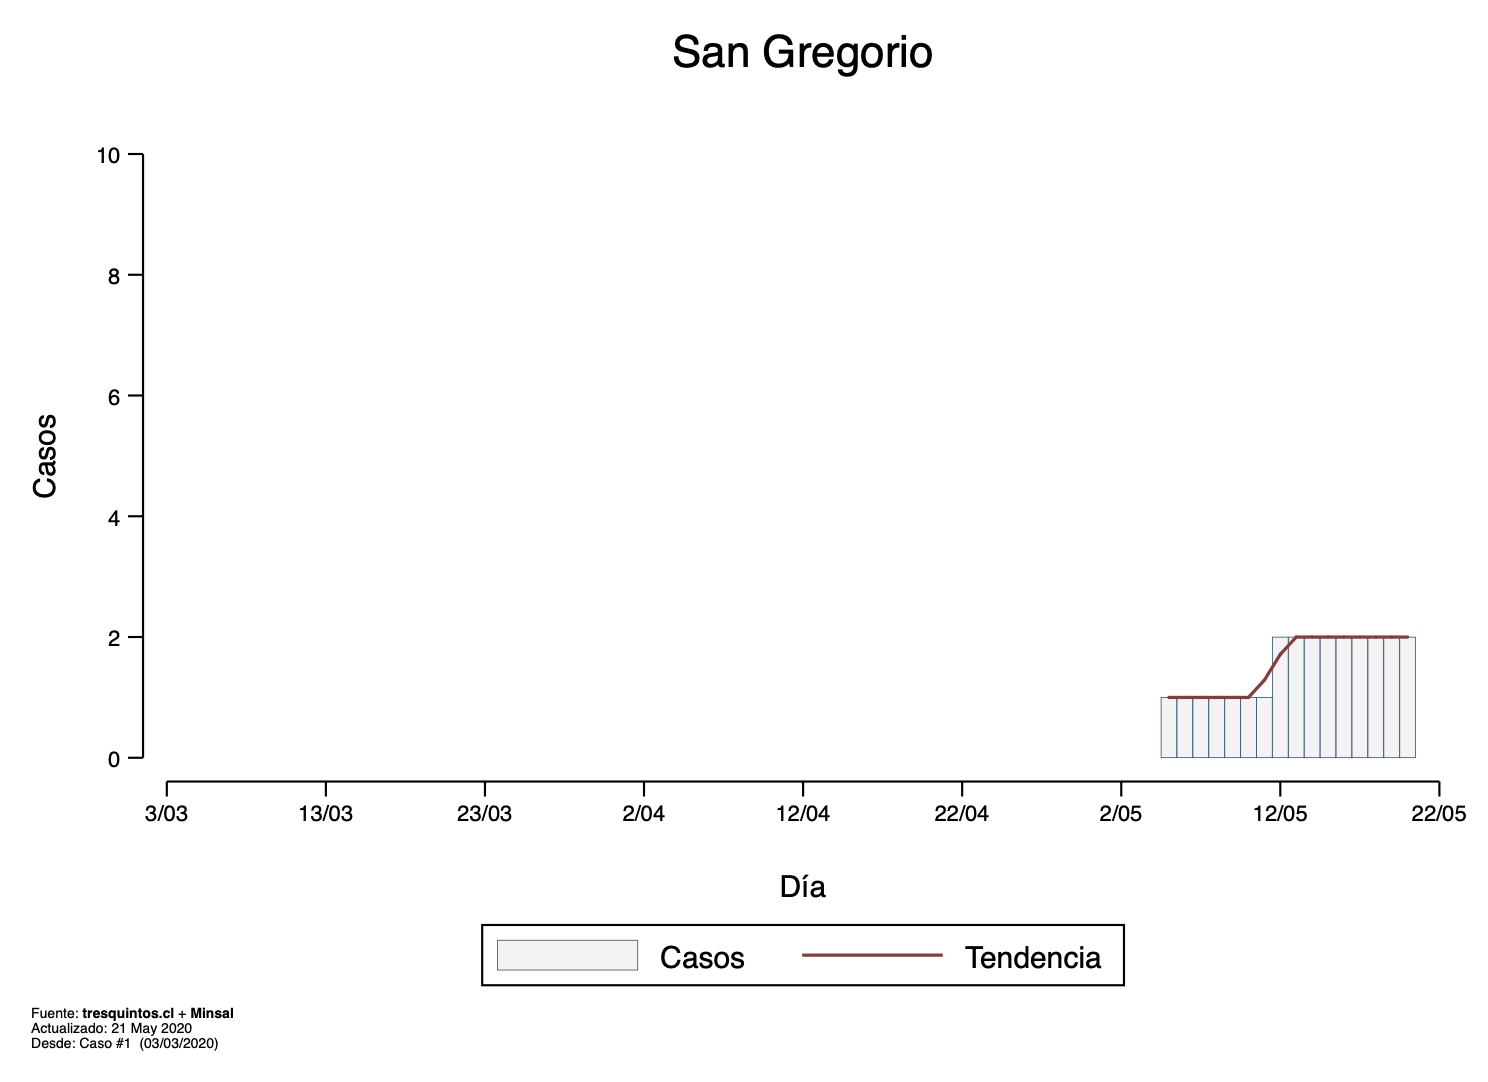 San Gregorio
10
8
6
4
2
0
Casos
3/03 13/03 23/03 2/04 12/04 22/04 2/05 12/05 22/05
Día
Casos Tendencia
Fuente: tresquintos.cl + Minsal
Actualizado: 21 May 2020
Desde: Caso #1 (03/03/2020)